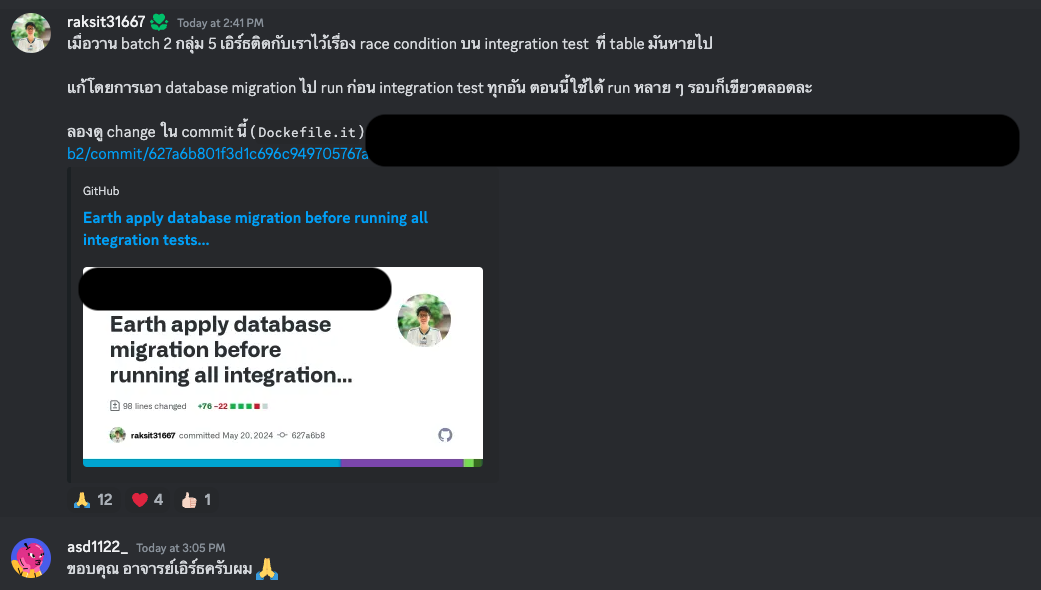 raksit31667 Today at 2:41 PM
เมื่อวาน batch 2 กลุ่ม 5 เอิร์ธติดกับเราไว้เรื่อง race condition บน integration test ที่ table มันหายไป
แก้โดยการเอา database migration ไป run ก่อน integration test ทุกอัน ตอนนี้ใช้ได้ run หลาย ๆ รอบก็เขียวตลอดละ
ลองดู change ใน commit นี้ (Dockefile.it)
b2/commit/627a6b801f3d1c696c949705767a
GitHub
Earth apply database migration before running all
integration tests...
Earth apply database
migration before
running all integration...
98 lines changed +76 −22
raksit31667 committed May 20, 2024 627a6b8
12 4 1
asd1122_ Today at 3:05 PM
ขอบคุณ อาจารย์เอิร์ธครับผม